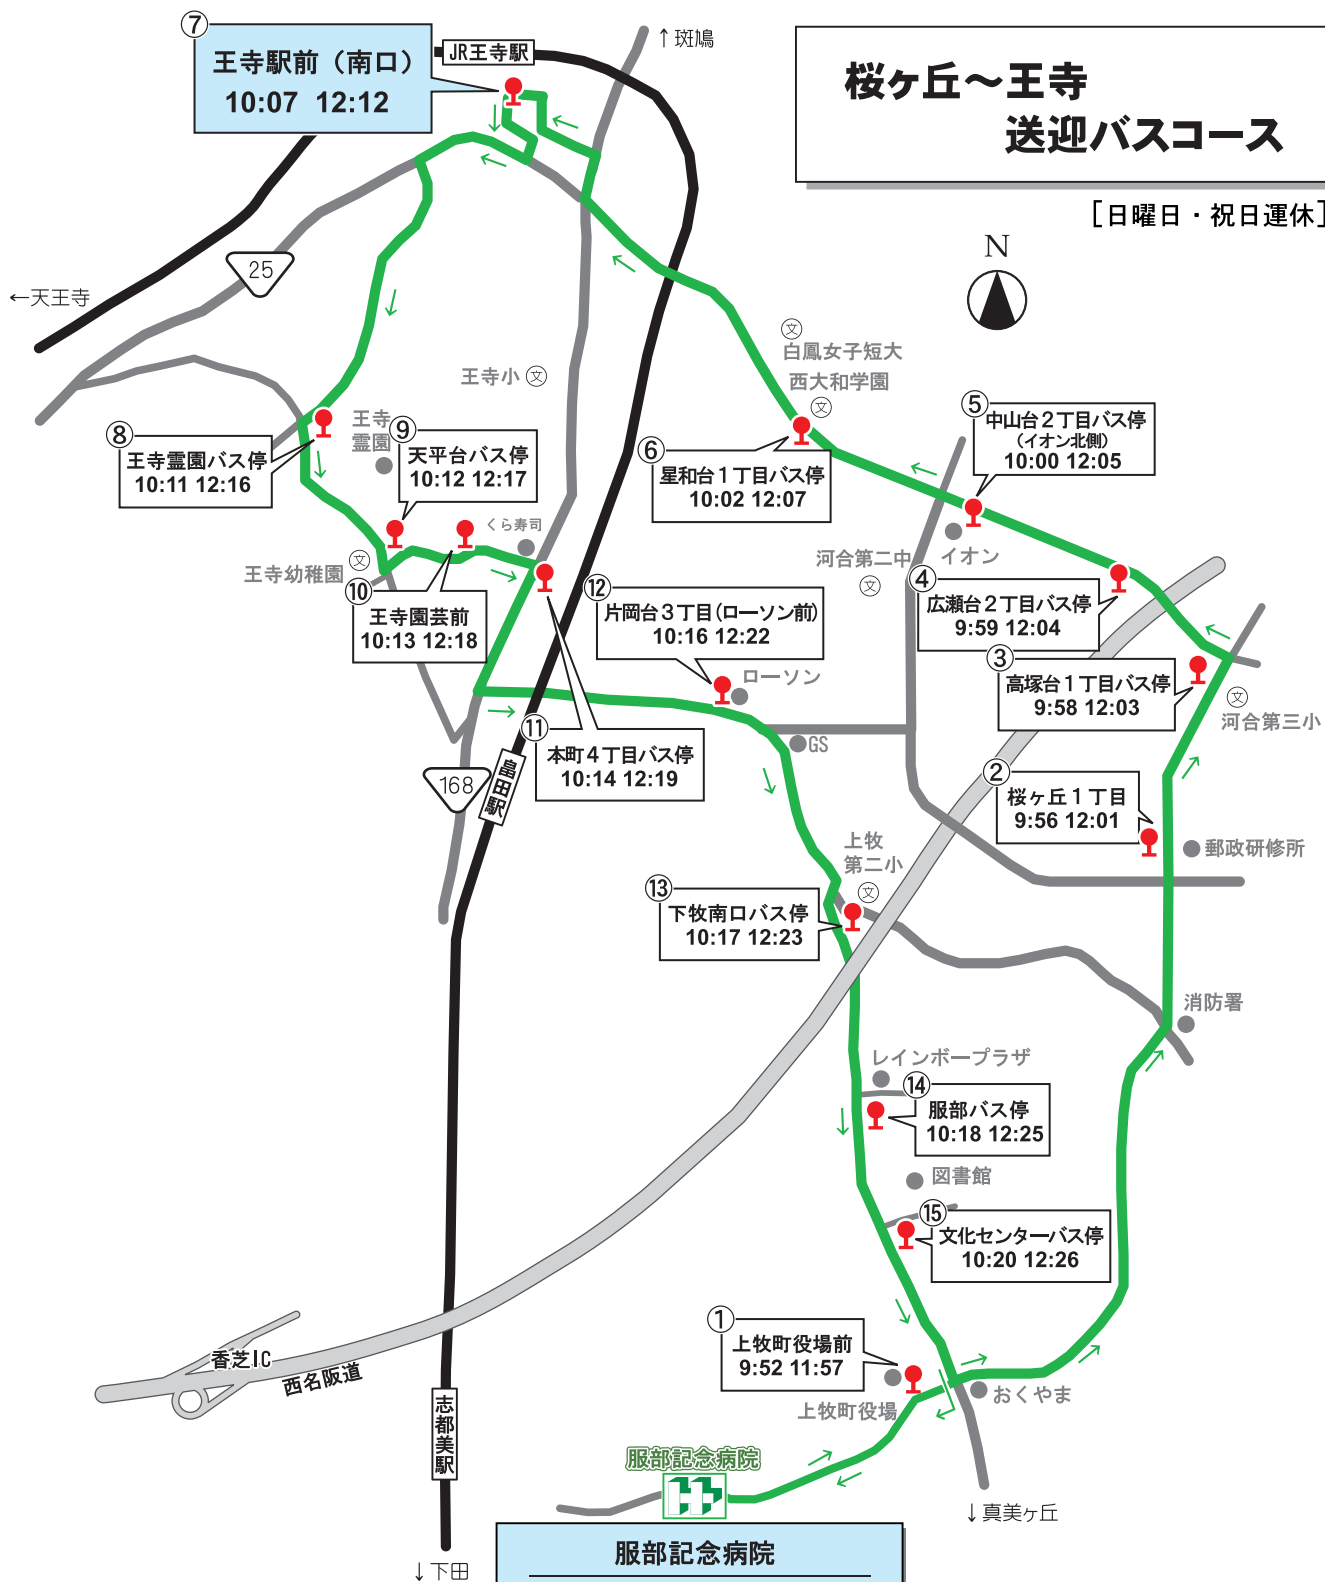 桜ヶ丘〜王寺
送迎バスコース
[日曜日・祝日運休]
N
↑斑鳩
JR王寺駅
⑦
王寺駅前（南口）
10:07 12:12
25
←天王寺
王寺小
文
文
白鳳女子短大
西大和学園
文
⑤
中山台２丁目バス停
（イオン北側）
10:00 12:05
⑥
星和台１丁目バス停
10:02 12:07
⑧
王寺霊園バス停
10:11 12:16
王寺
霊園
⑨
天平台バス停
10:12 12:17
くら寿司
王寺幼稚園
文
⑩
王寺園芸前
10:13 12:18
イオン
河合第二中
文
④
広瀬台２丁目バス停
9:59 12:04
⑫
片岡台３丁目（ローソン前）
10:16 12:22
ローソン
③
高塚台１丁目バス停
9:58 12:03
文
河合第三小
⑪
本町４丁目バス停
10:14 12:19
GS
168
畠田駅
②
桜ヶ丘１丁目
9:56 12:01
郵政研修所
上牧
第二小
文
⑬
下牧南口バス停
10:17 12:23
消防署
レインボープラザ
⑭
服部バス停
10:18 12:25
図書館
⑮
文化センターバス停
10:20 12:26
①
上牧町役場前
9:52 11:57
上牧町役場
おくやま
香芝IC
西名阪道
志都美駅
服部記念病院
↓真美ヶ丘
服部記念病院
↓下田